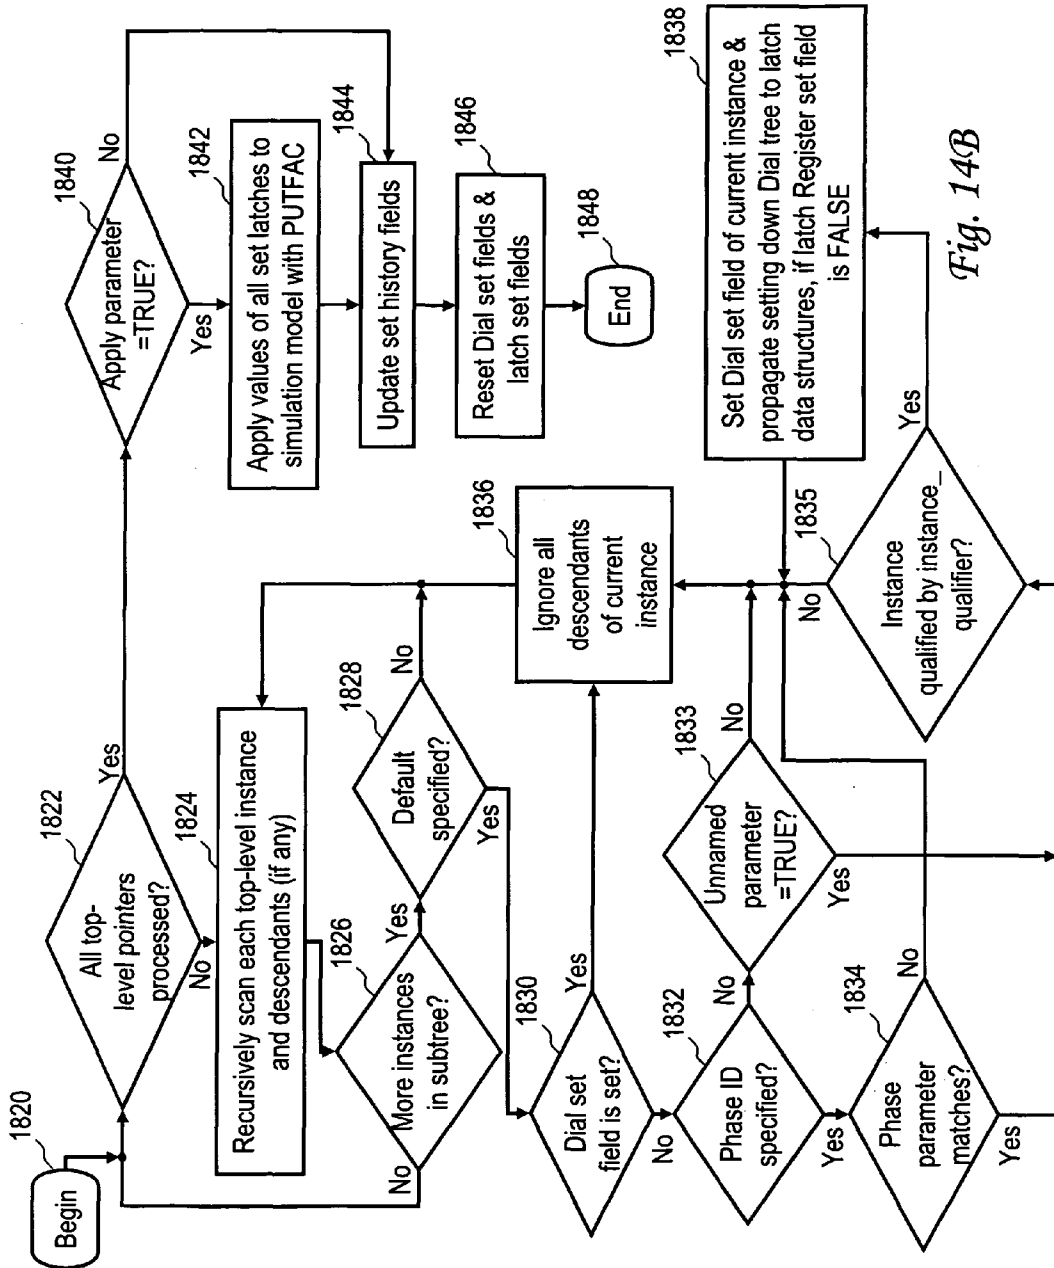 1820
Begin
1822
All top-
level pointers
processed?
Yes
No
1824
Recursively scan each top-level instance
and descendants (if any)
1826
More instances
in subtree?
Yes
No
1828
Default
specified?
No
Yes
1830
Dial set
field is set?
Yes
No
1832
Phase ID
specified?
No
Yes
1833
Unnamed
parameter
=TRUE?
No
Yes
1834
Phase
parameter
matches?
No
Yes
1835
Instance
qualified by instance_
qualifier?
No
Yes
1836
Ignore all
descendants
of current
instance
1838
Set Dial set field of current instance &
propagate setting down Dial tree to latch
data structures, if latch Register set field
is FALSE
1840
Apply parameter
=TRUE?
No
Yes
1842
Apply values of all set latches to
simulation model with PUTFAC
1844
Update set history fields
1846
Reset Dial set fields &
latch set fields
1848
End
Fig. 14B